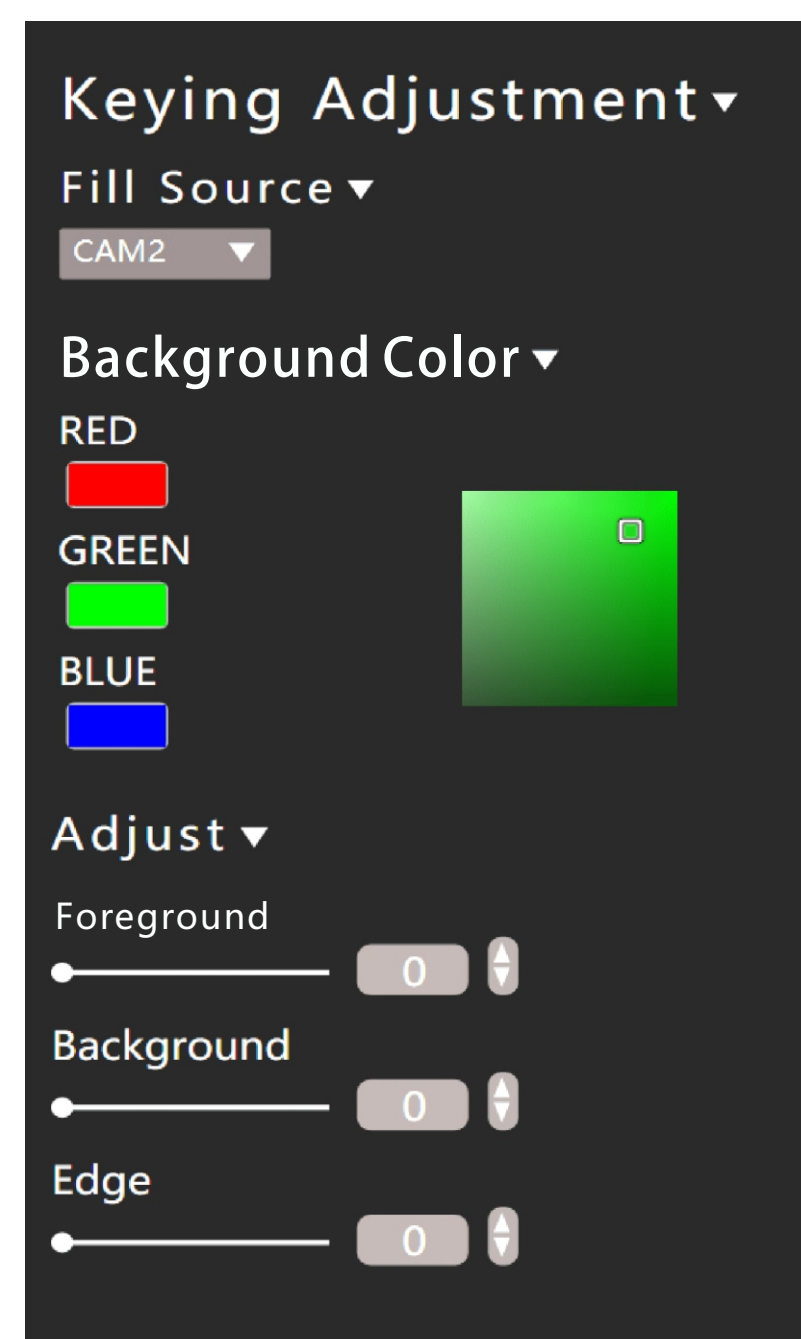 Keying Adjustment
Fill Source
CAM2
Background Color
RED
GREEN
BLUE
Adjust
Foreground
0
Background
0
Edge
0